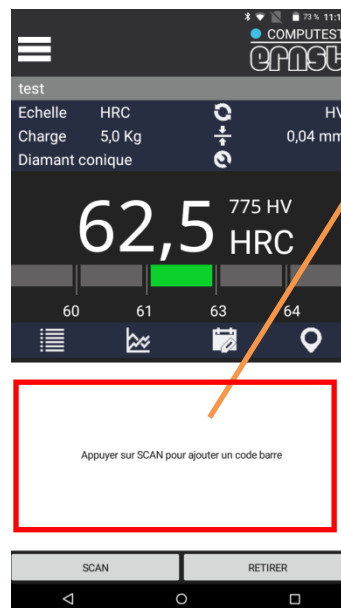 73 % 11:1
COMPUTEST
ernst
test
Echelle HRC HV
Charge 5,0 Kg 0,04 mm
Diamant conique
62,5 775 HV
HRC
60 61 63 64
Appuyer sur SCAN pour ajouter un code barre
SCAN RETIRER